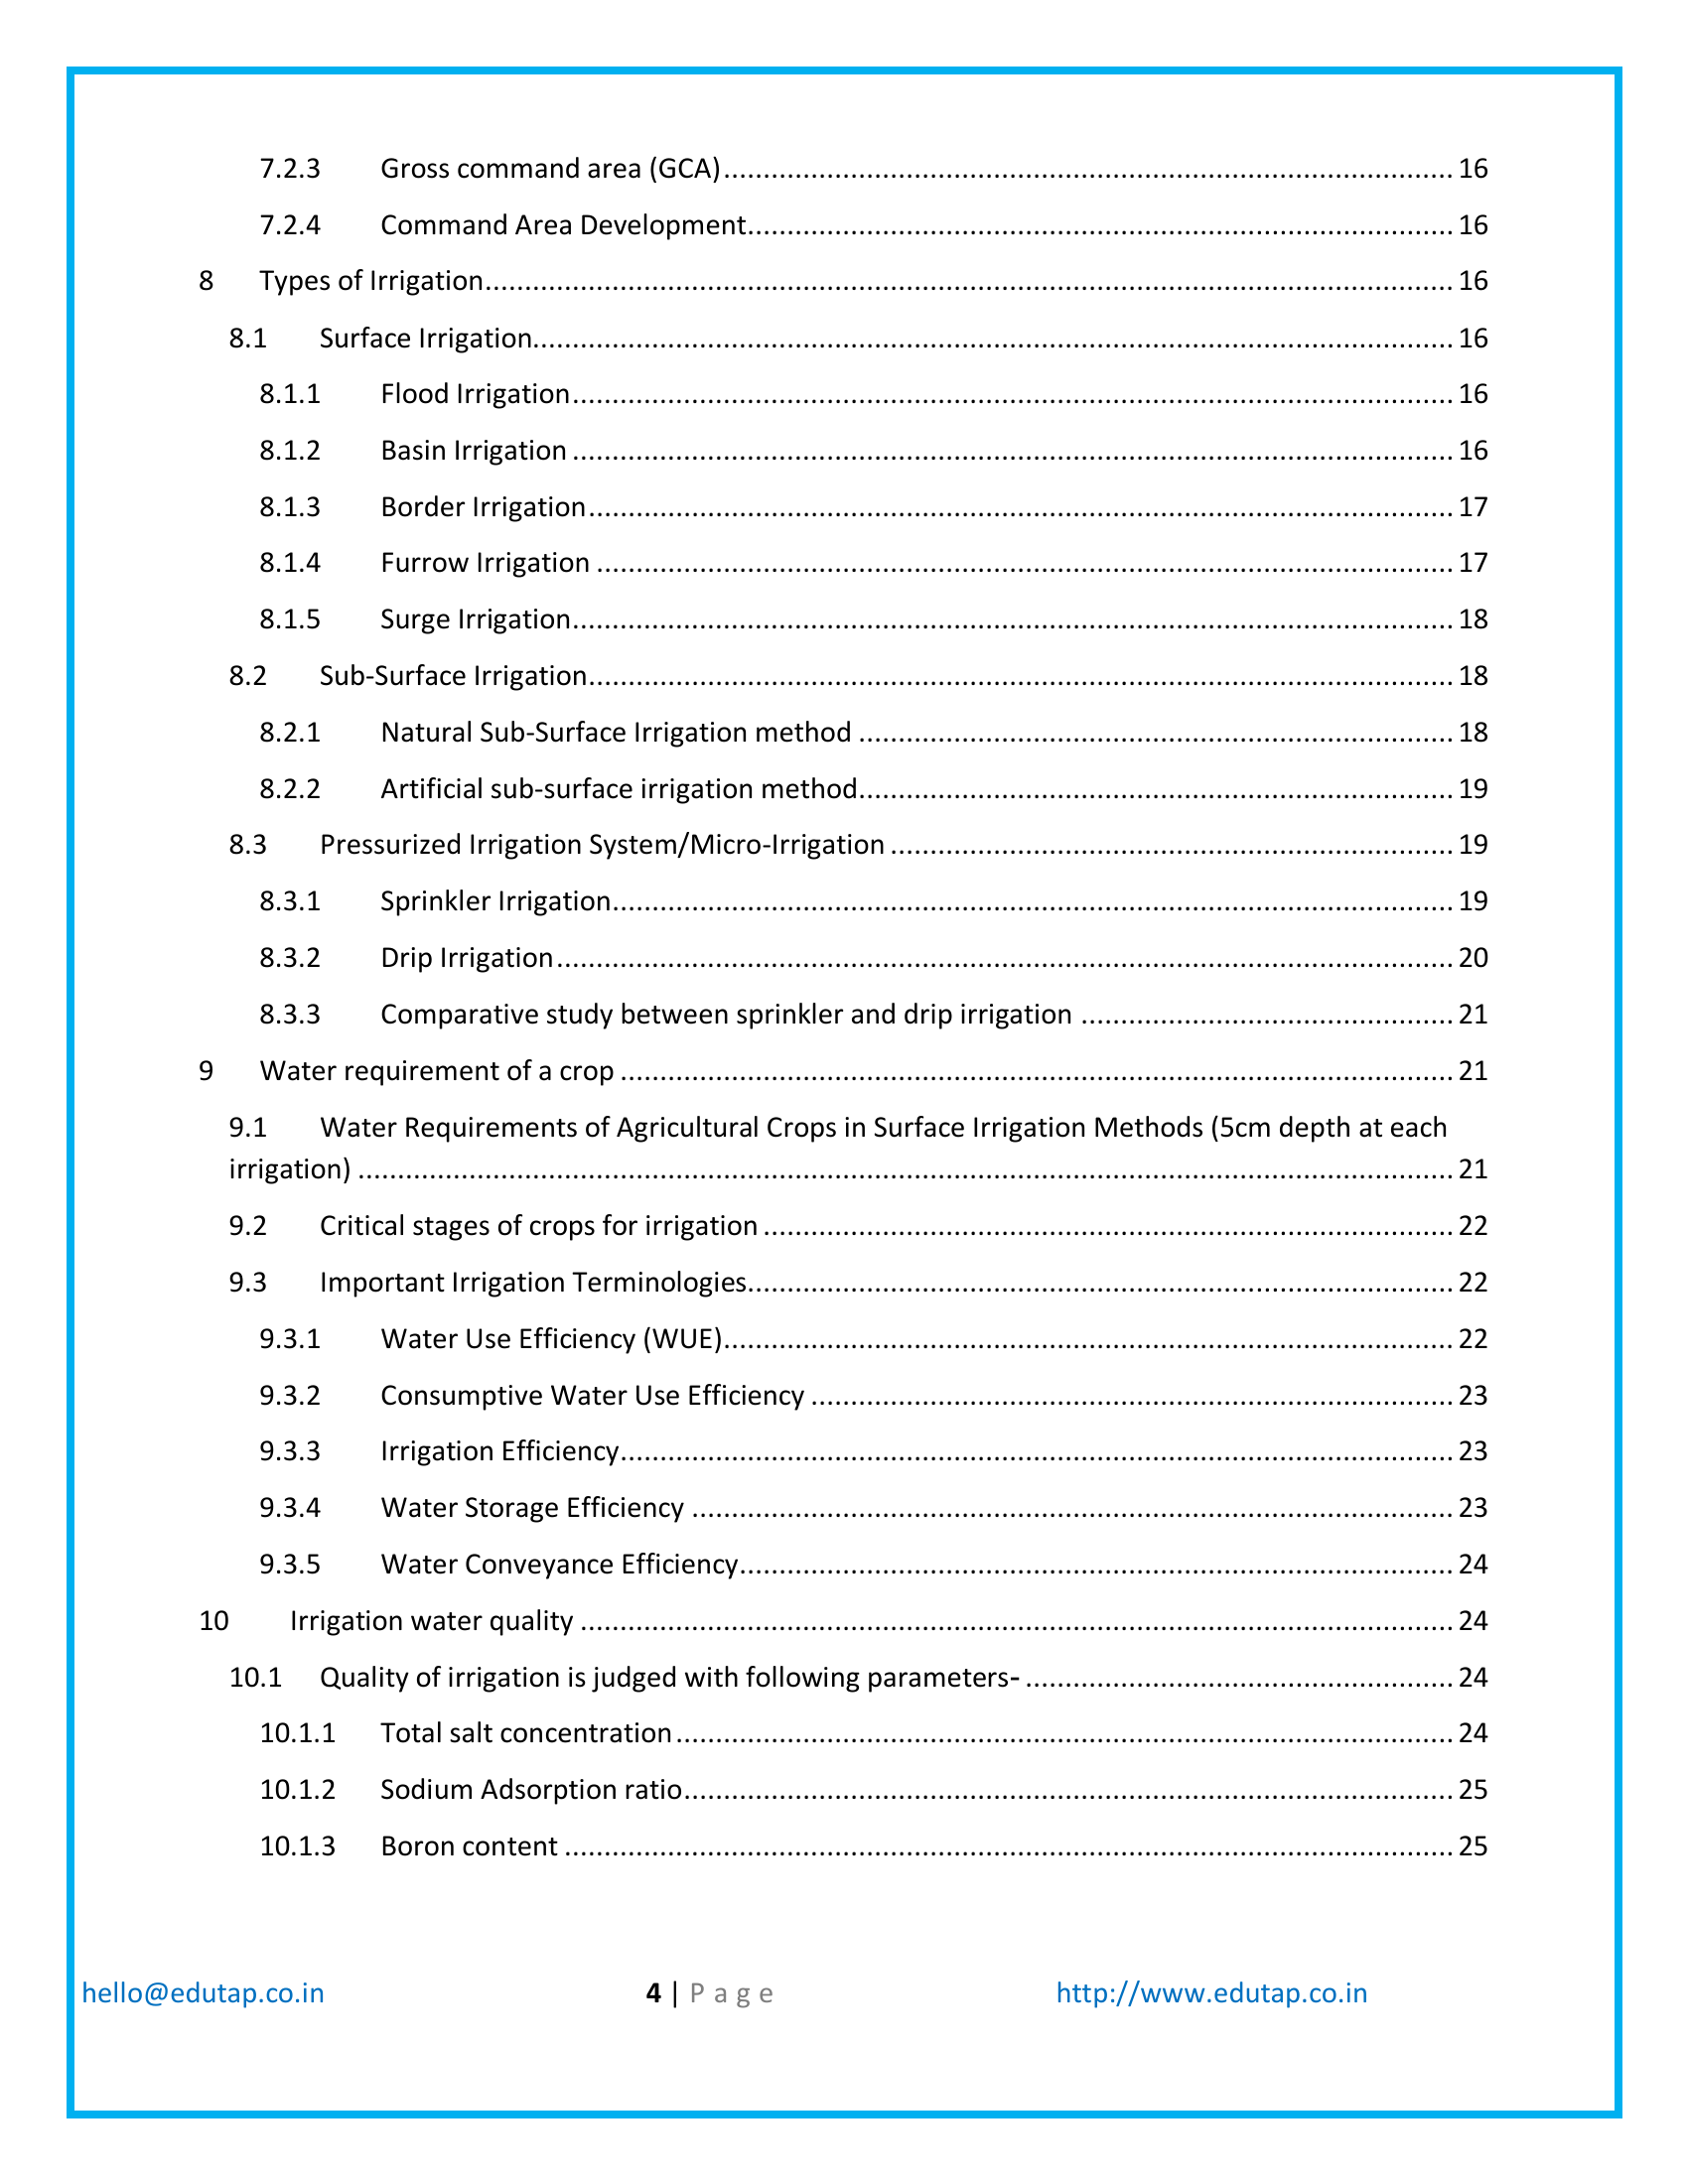 7.2.3 Gross command area (GCA) 16
7.2.4 Command Area Development 16
8 Types of Irrigation 16
8.1 Surface Irrigation 16
8.1.1 Flood Irrigation 16
8.1.2 Basin Irrigation 16
8.1.3 Border Irrigation 17
8.1.4 Furrow Irrigation 17
8.1.5 Surge Irrigation 18
8.2 Sub-Surface Irrigation 18
8.2.1 Natural Sub-Surface Irrigation method 18
8.2.2 Artificial sub-surface irrigation method 19
8.3 Pressurized Irrigation System/Micro-Irrigation 19
8.3.1 Sprinkler Irrigation 19
8.3.2 Drip Irrigation 20
8.3.3 Comparative study between sprinkler and drip irrigation 21
9 Water requirement of a crop 21
9.1 Water Requirements of Agricultural Crops in Surface Irrigation Methods (5cm depth at each
irrigation) 21
9.2 Critical stages of crops for irrigation 22
9.3 Important Irrigation Terminologies 22
9.3.1 Water Use Efficiency (WUE) 22
9.3.2 Consumptive Water Use Efficiency 23
9.3.3 Irrigation Efficiency 23
9.3.4 Water Storage Efficiency 23
9.3.5 Water Conveyance Efficiency 24
10 Irrigation water quality 24
10.1 Quality of irrigation is judged with following parameters- 24
10.1.1 Total salt concentration 24
10.1.2 Sodium Adsorption ratio 25
10.1.3 Boron content 25
hello@edutap.co.in 4 | Page http://www.edutap.co.in